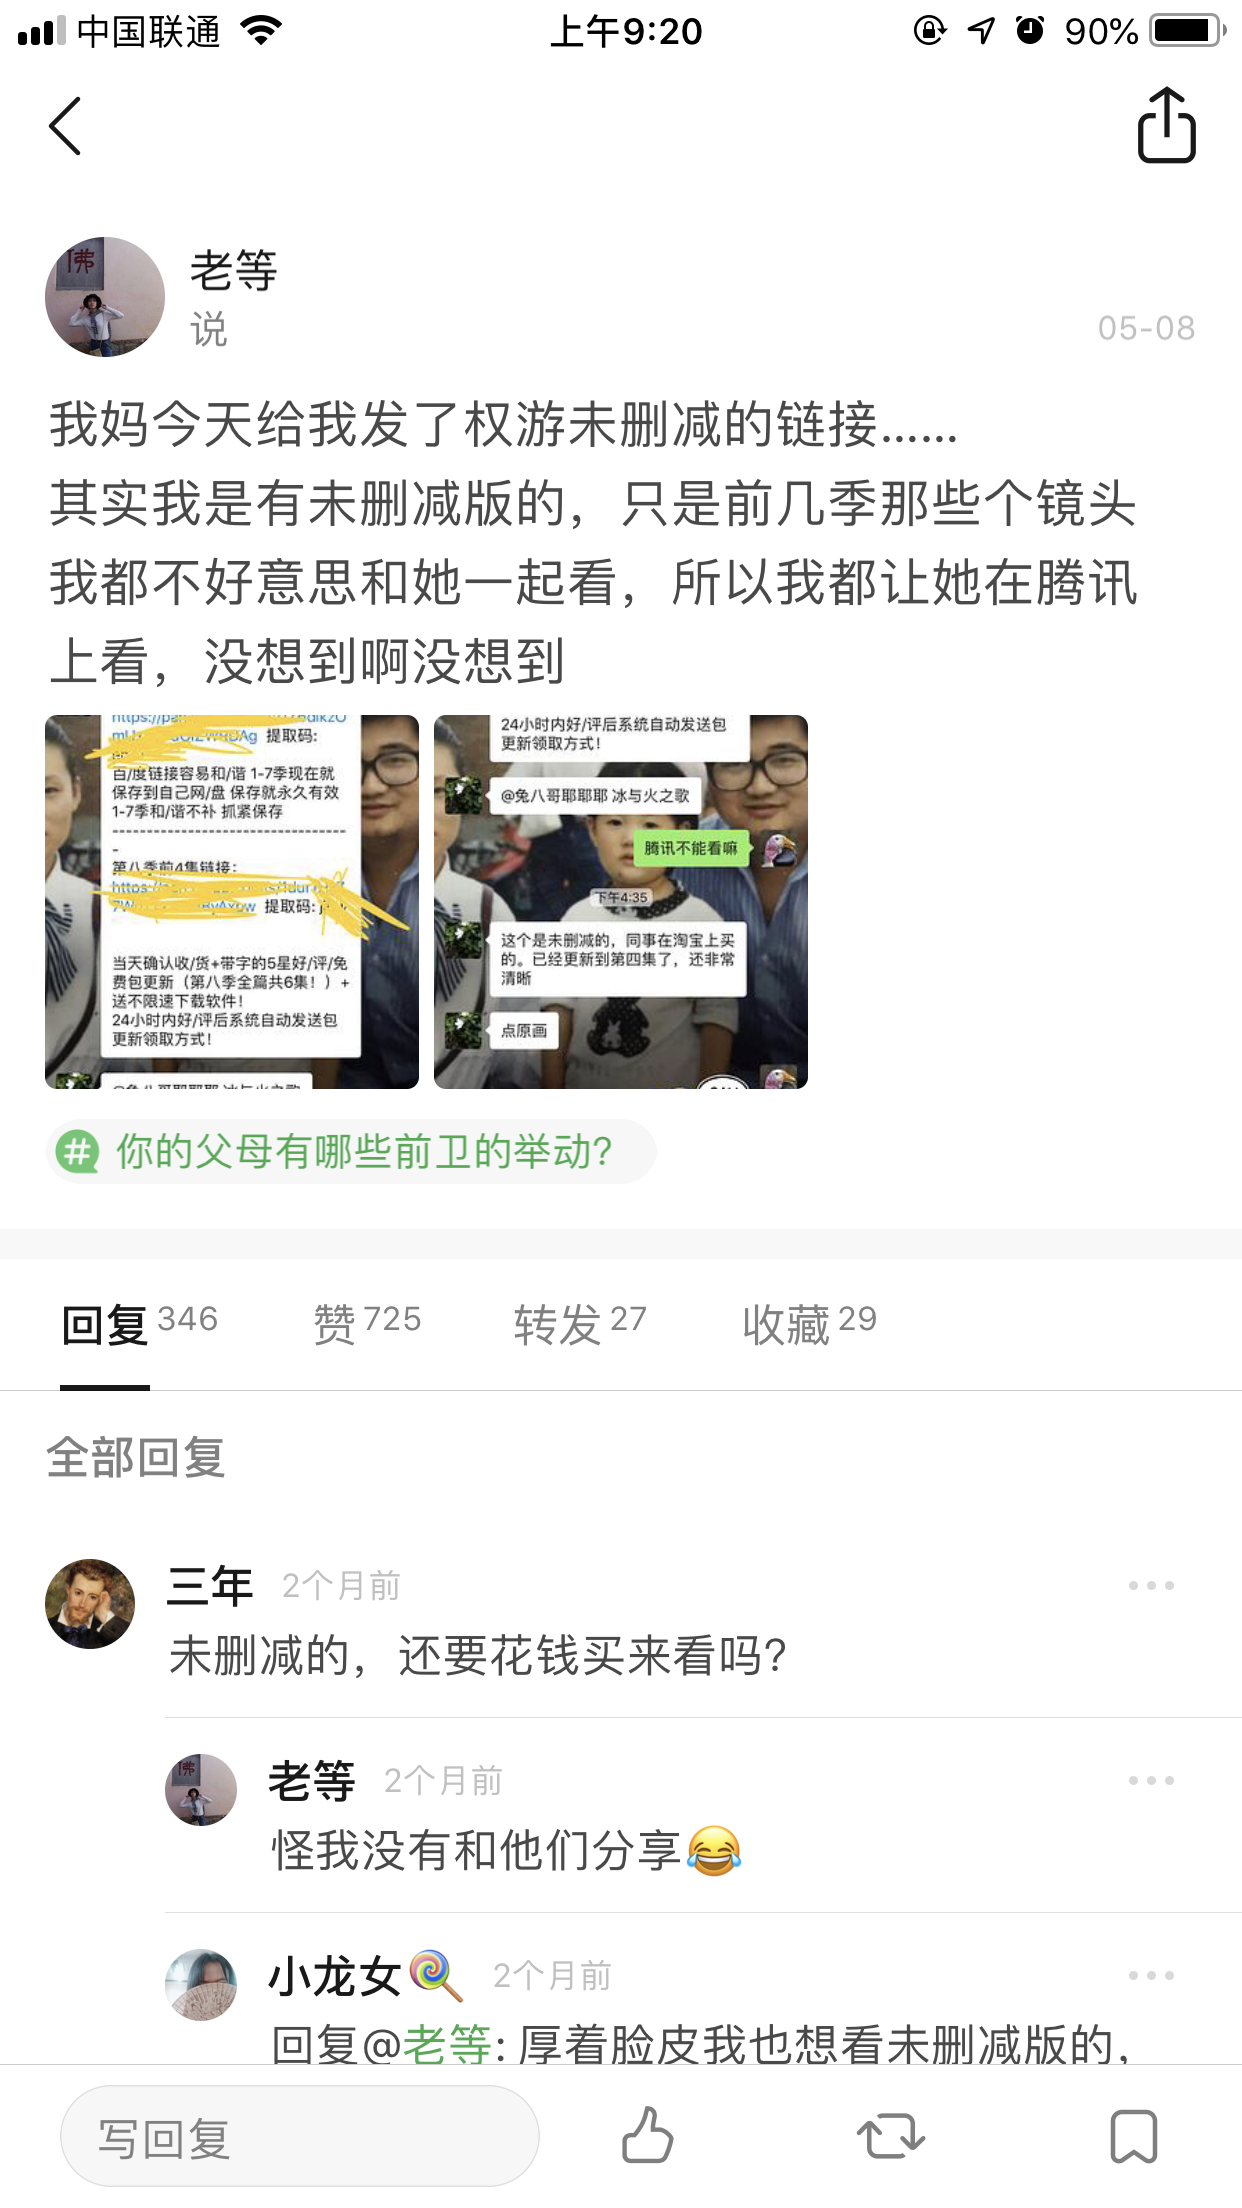 中国联通
上午9:20
90%
老等
说
05-08
我妈今天给我发了权游未删减的链接……
其实我是有未删减版的，只是前几季那些个镜头
我都不好意思和她一起看，所以我都让她在腾讯
上看，没想到啊没想到
提取码:
百/度链接容易和/谐 1-7季现在就
保存到自己网/盘 保存就永久有效
1-7季和/谐不补 抓紧保存
-
第八季前4集链接:
提取码:
当天确认收/货+带字的5星好/评/免
费包更新（第八季全篇共6集！）+
送不限速下载软件！
24小时内好/评后系统自动发送包
更新领取方式！
@兔八哥耶耶耶 冰与火之歌
24小时内好/评后系统自动发送包
更新领取方式！
@兔八哥耶耶耶 冰与火之歌
腾讯不能看嘛
下午4:35
这个是未删减的，同事在淘宝上买
的。已经更新到第四集了，还非常
清晰
点原画
# 你的父母有哪些前卫的举动?
回复 346 赞 725 转发 27 收藏 29
全部回复
三年 2个月前
未删减的，还要花钱买来看吗?
老等 2个月前
怪我没有和他们分享😂
小龙女🍭 2个月前
回复@老等: 厚着脸皮我也想看未删减版的，
写回复